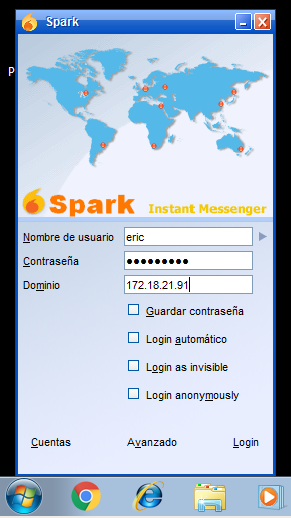 Spark
P
Spark Instant Messenger
Nombre de usuario eric
Contraseña ●●●●●●●●●
Dominio 172.18.21.91
Guardar contraseña
Login automático
Login as invisible
Login anonymously
Cuentas Avanzado Login